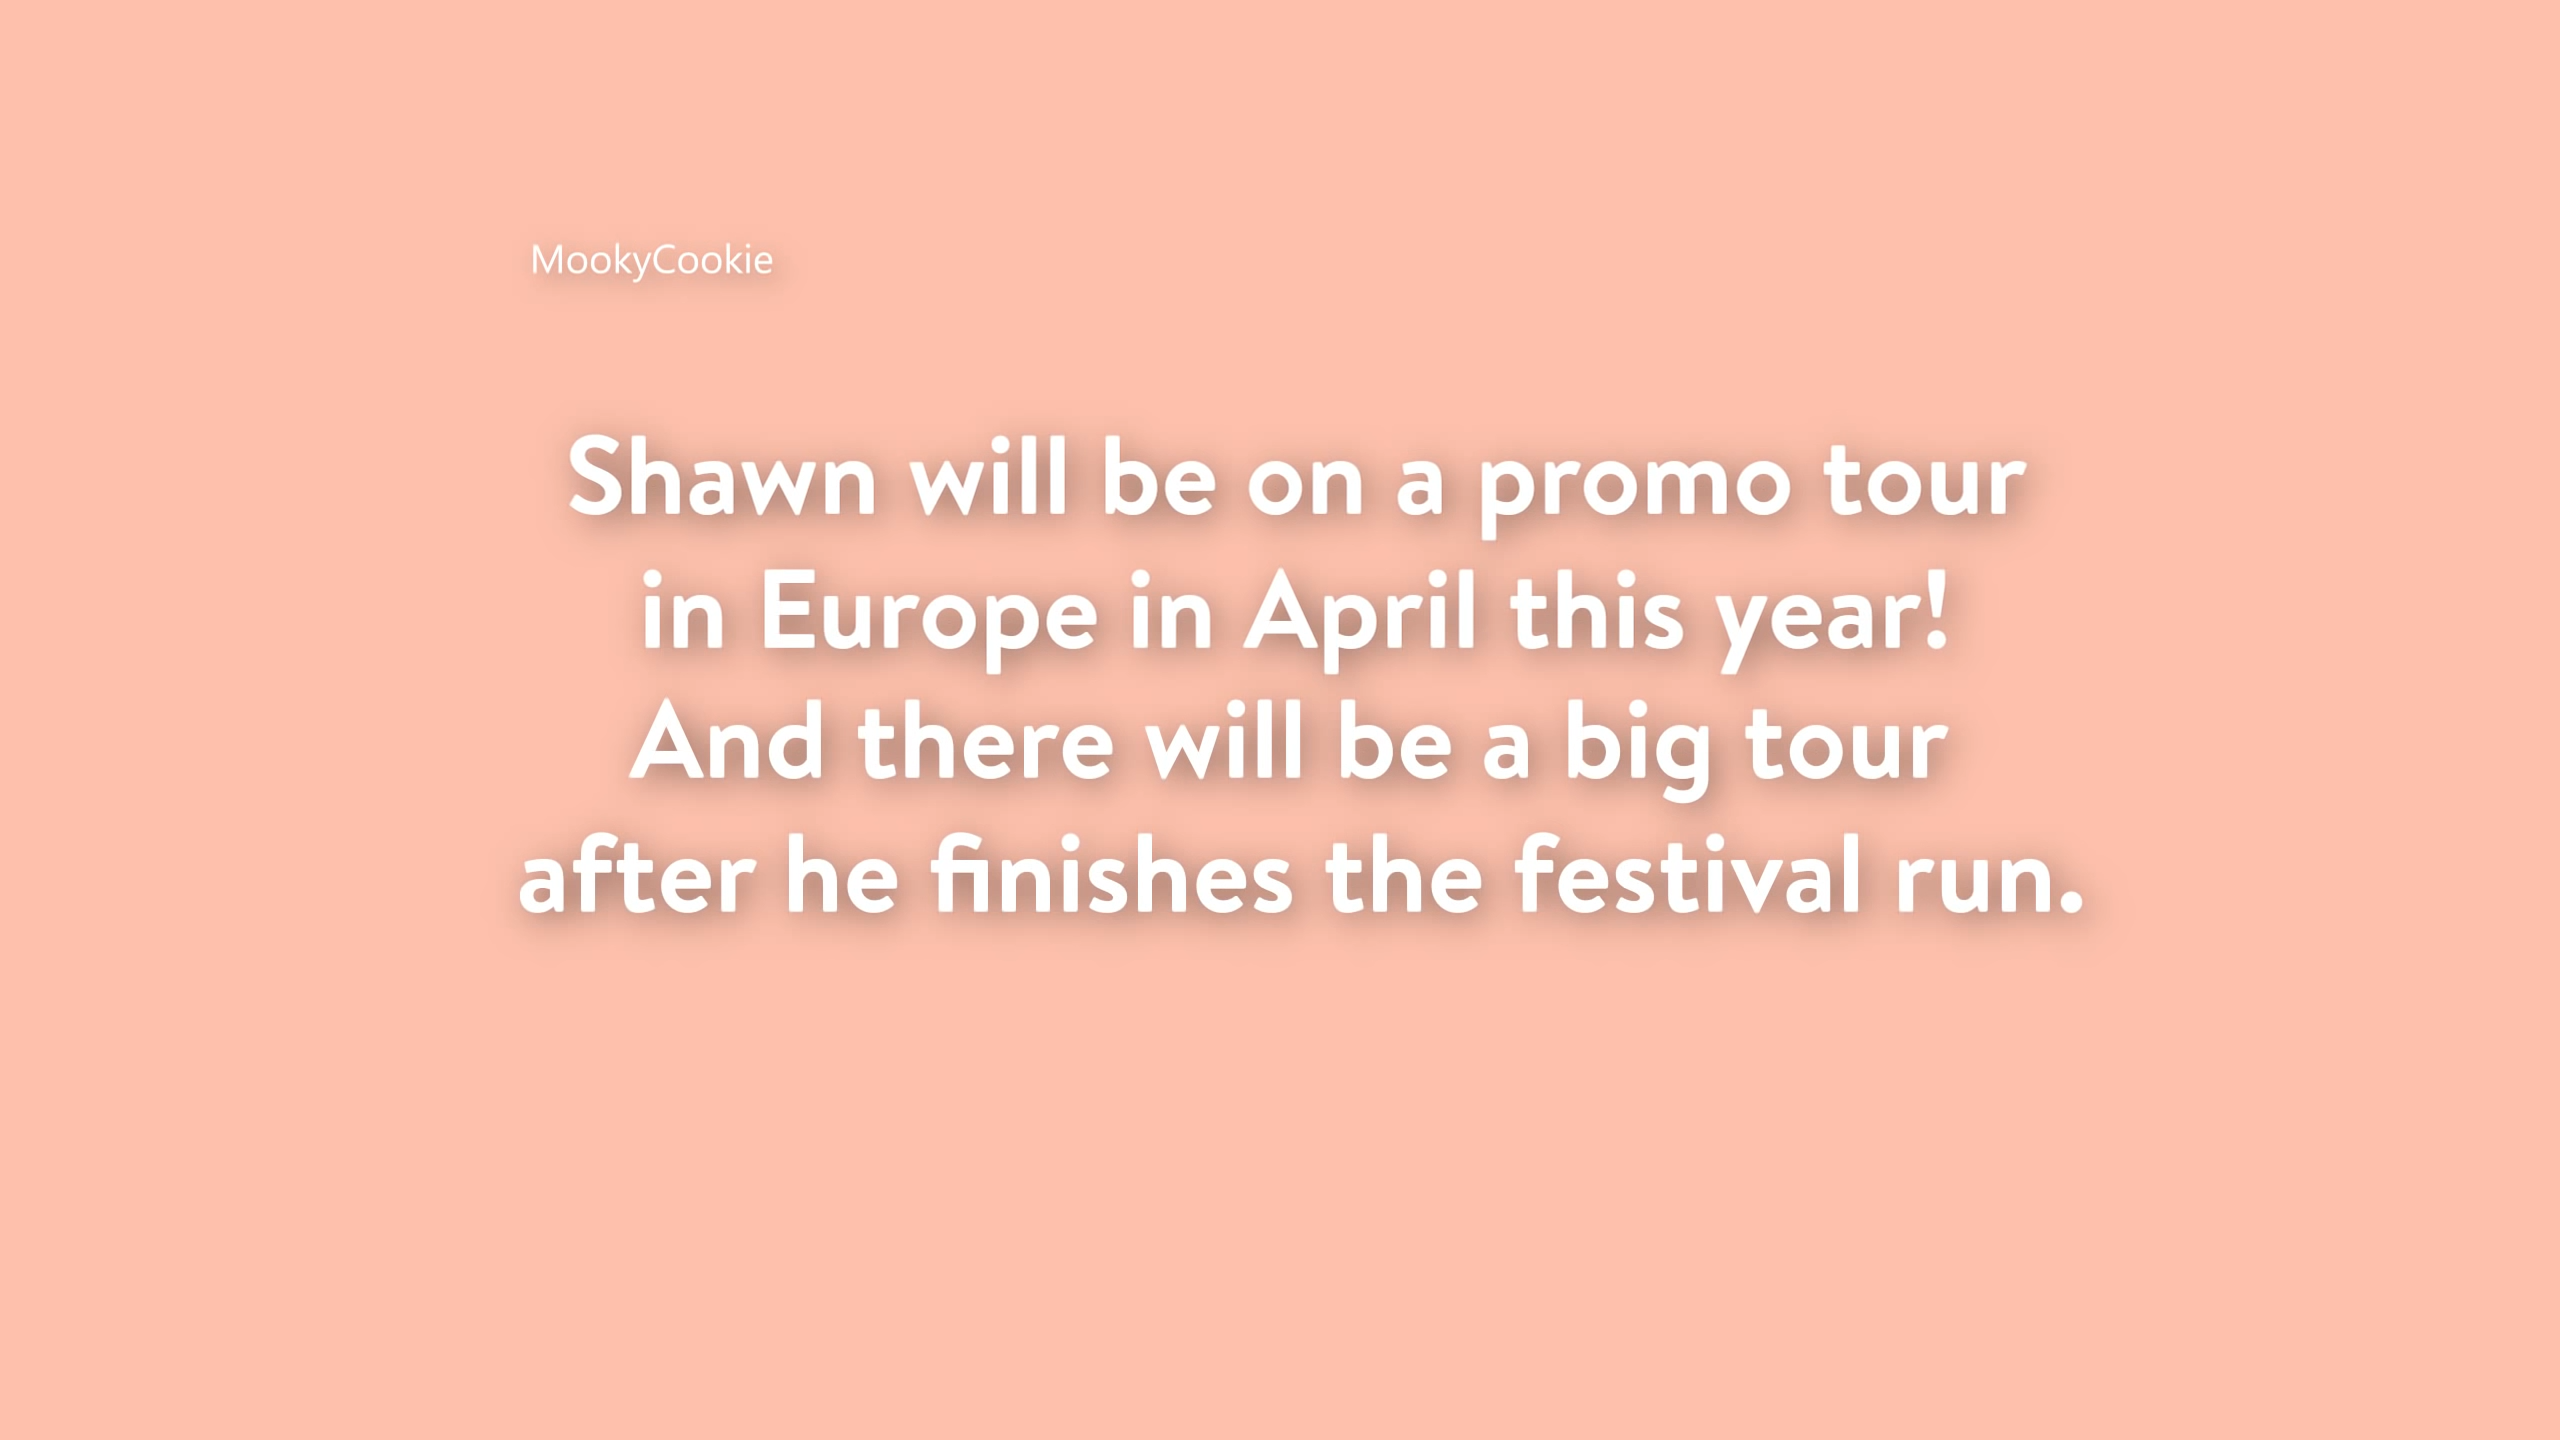 MookyCookie
Shawn will be on a promo tour
in Europe in April this year!
And there will be a big tour
after he finishes the festival run.